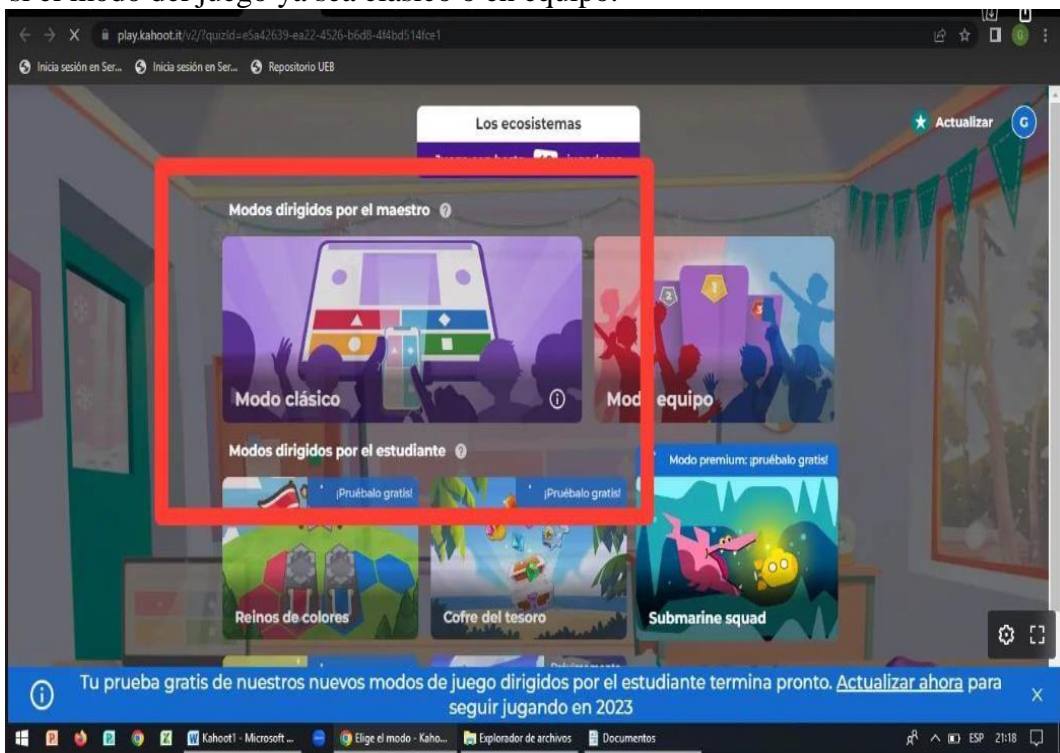 si el modo del juego ya sea clásico o en equipo.
play.kahoot.it/v2/?quizId=e5a42639-ea22-4526-b6d8-4f4bd514fce1
Inicia sesión en Ser... Inicia sesión en Ser... Repositorio UEB
Los ecosistemas
Actualizar G
Modos dirigidos por el maestro
2 1 3
Modo clásico
equipo
Modos dirigidos por el estudiante
Modo premium: ¡pruébalo gratis!
¡Pruébalo gratis! ¡Pruébalo gratis!
Reinos de colores
Cofre del tesoro
Submarine squad
Tu prueba gratis de nuestros nuevos modos de juego dirigidos por el estudiante termina pronto. Actualizar ahora para
seguir jugando en 2023
Kahoot1 - Microsoft ... Elige el modo - Kaho... Explorador de archivos Documentos ESP 21:18